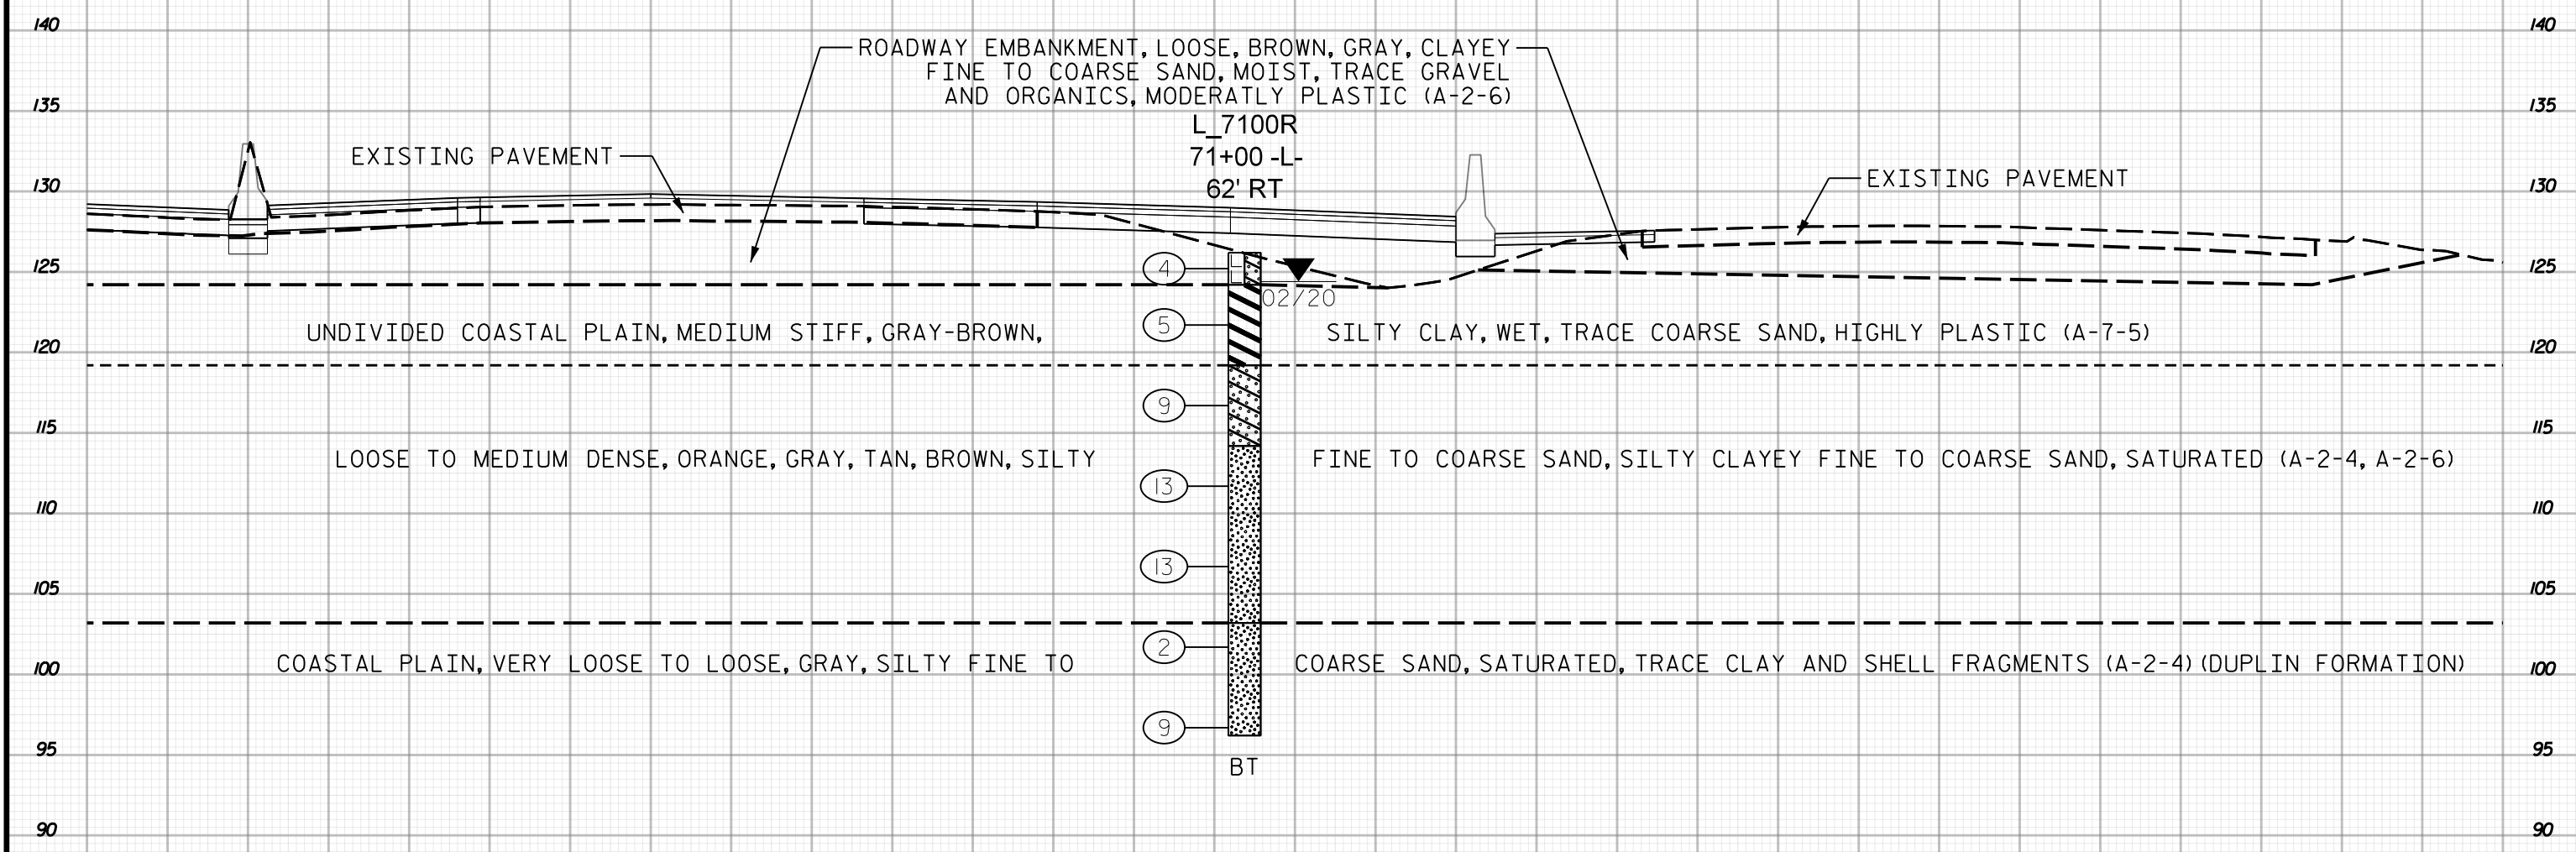 140 140
ROADWAY EMBANKMENT, LOOSE, BROWN, GRAY, CLAYEY
FINE TO COARSE SAND, MOIST, TRACE GRAVEL
AND ORGANICS, MODERATLY PLASTIC (A-2-6)
135 135
L_7100R
71+00 -L-
62' RT
EXISTING PAVEMENT
EXISTING PAVEMENT
130 130
4
125 125
02/20
5
UNDIVIDED COASTAL PLAIN, MEDIUM STIFF, GRAY-BROWN, SILTY CLAY, WET, TRACE COARSE SAND, HIGHLY PLASTIC (A-7-5)
120 120
9
115 115
LOOSE TO MEDIUM DENSE, ORANGE, GRAY, TAN, BROWN, SILTY FINE TO COARSE SAND, SILTY CLAYEY FINE TO COARSE SAND, SATURATED (A-2-4, A-2-6)
13
110 110
13
105 105
2
COASTAL PLAIN, VERY LOOSE TO LOOSE, GRAY, SILTY FINE TO COARSE SAND, SATURATED, TRACE CLAY AND SHELL FRAGMENTS (A-2-4) (DUPLIN FORMATION)
100 100
9
95 95
BT
90 90